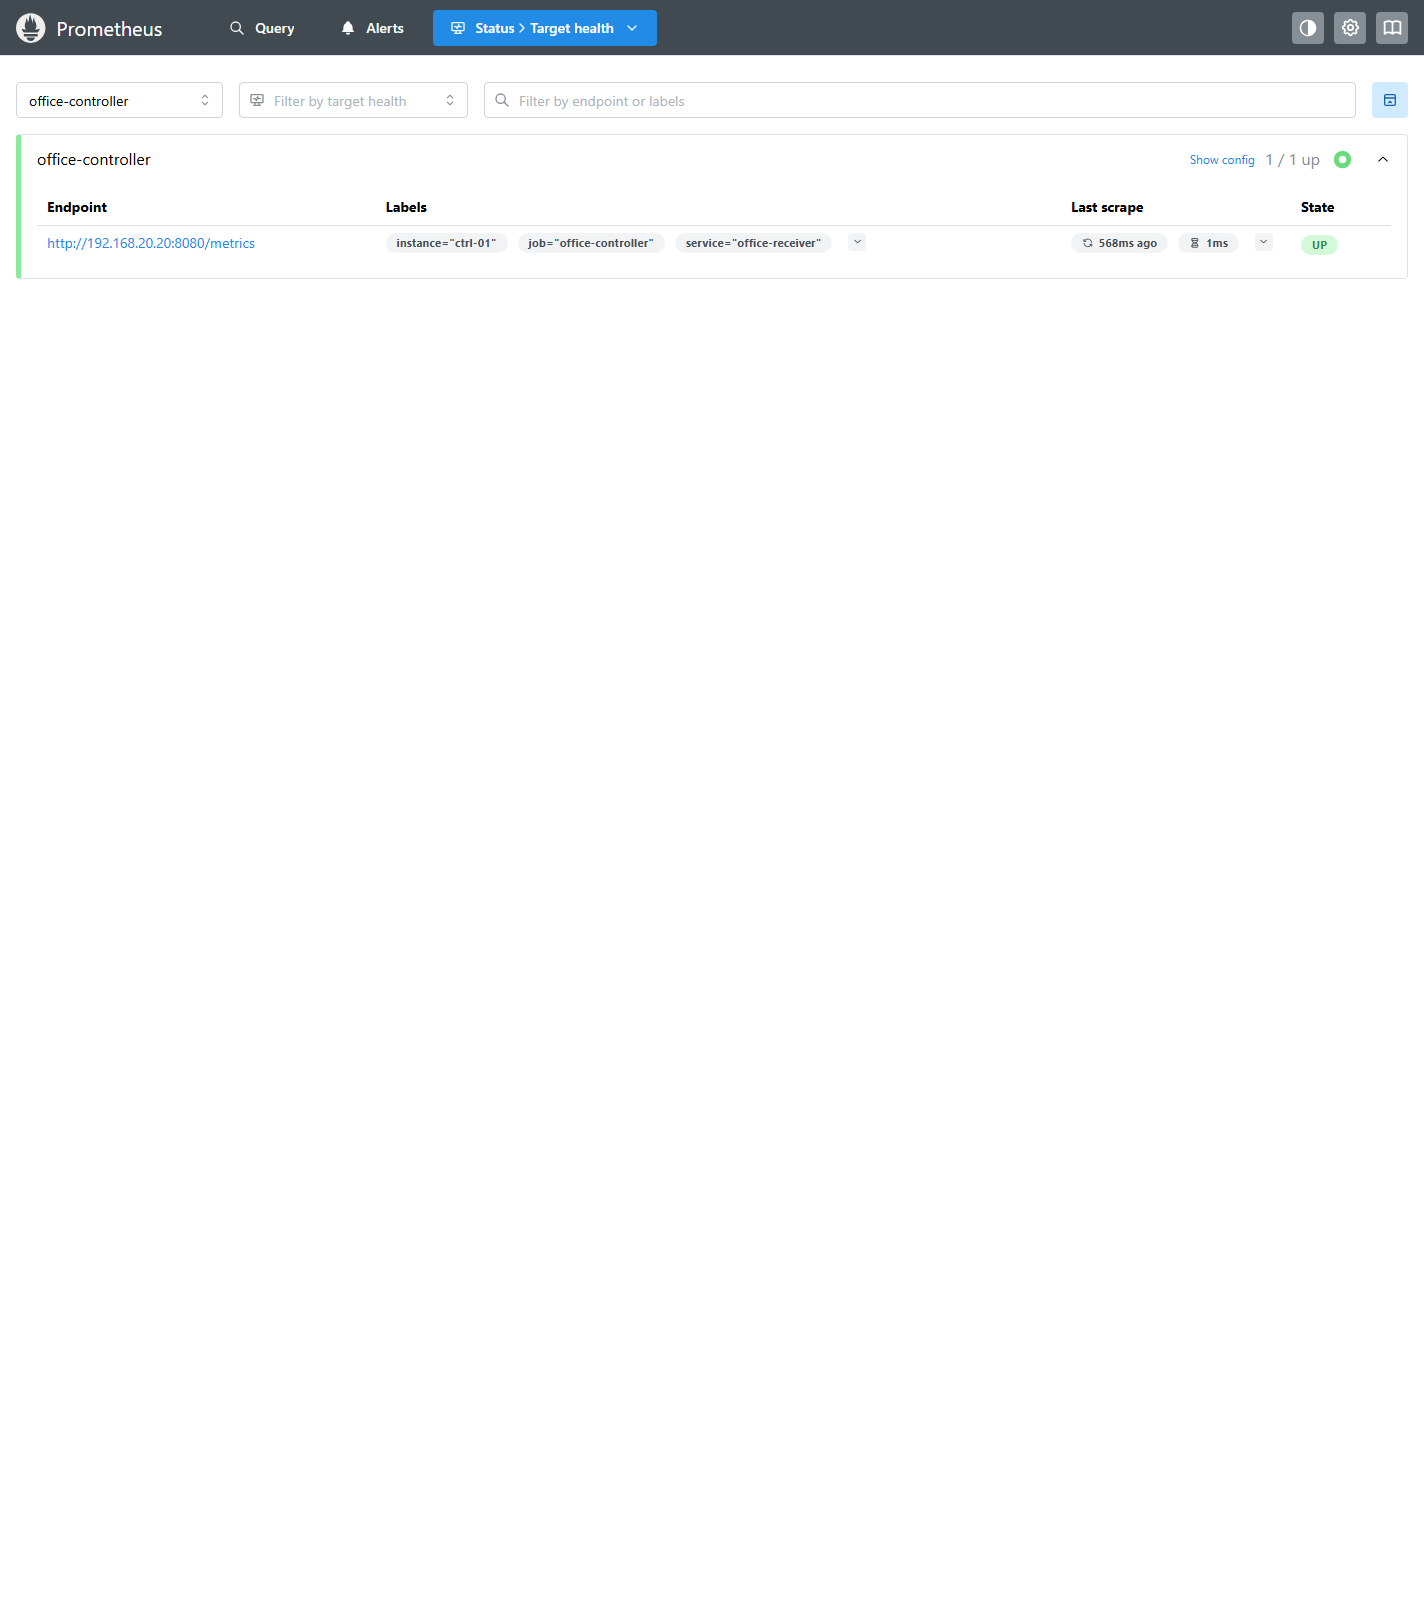 Prometheus Query Alerts Status > Target health
office-controller Filter by target health Filter by endpoint or labels
office-controller Show config 1 / 1 up
Endpoint Labels Last scrape State
http://192.168.20.20:8080/metrics instance="ctrl-01" job="office-controller" service="office-receiver" 568ms ago 1ms UP